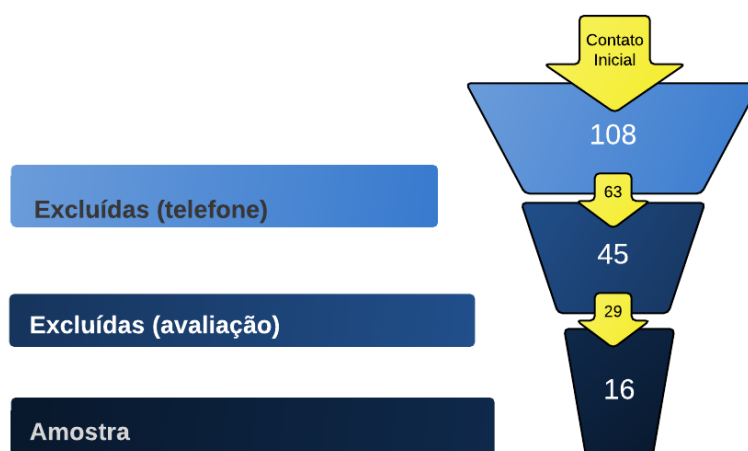 Contato
Inicial
108
63
Excluídas (telefone)
45
29
Excluídas (avaliação)
16
Amostra